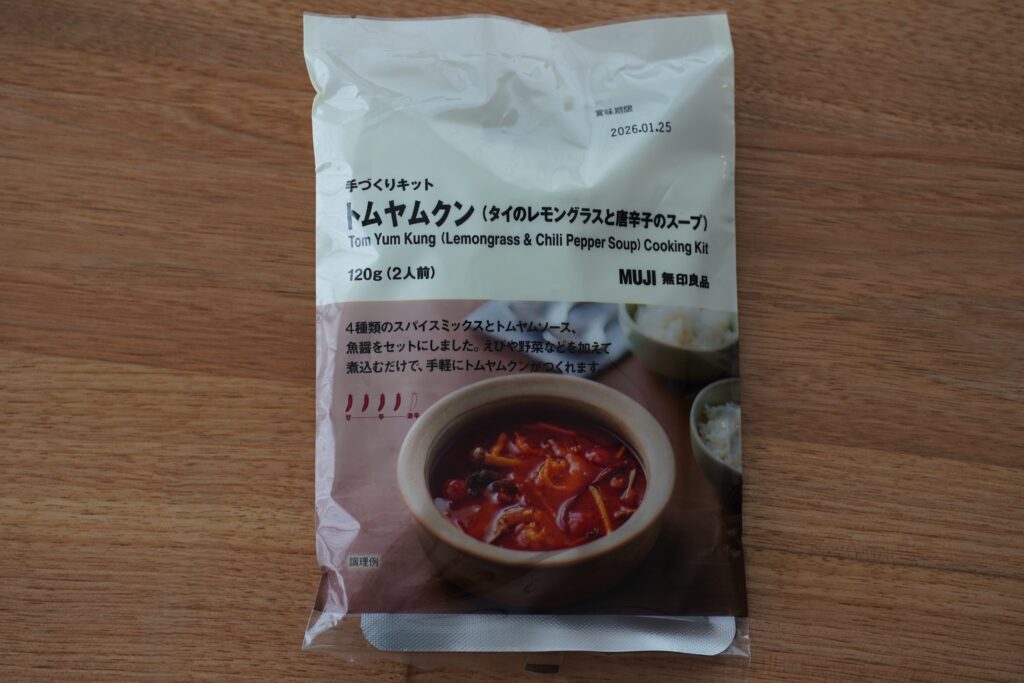 賞味期限
2026.01.25
手づくりキット
トムヤムクン（タイのレモングラスと唐辛子のスープ）
Tom Yum Kung (Lemongrass & Chili Pepper Soup) Cooking Kit
120g（2人前）
MUJI 無印良品
4種類のスパイスミックスとトムヤムソース、
魚醤をセットにしました。えびや野菜などを加えて
煮込むだけで、手軽にトムヤムクンがつくれます。
甘 辛 激辛
調理例